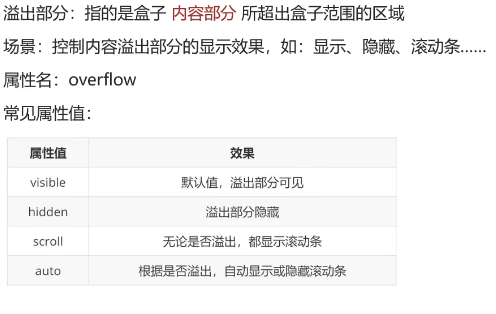 溢出部分：指的是盒子 内容部分 所超出盒子范围的区域
场景：控制内容溢出部分的显示效果，如：显示、隐藏、滚动条……
属性名：overflow
常见属性值：
属性值 效果
visible 默认值，溢出部分可见
hidden 溢出部分隐藏
scroll 无论是否溢出，都显示滚动条
auto 根据是否溢出，自动显示或隐藏滚动条